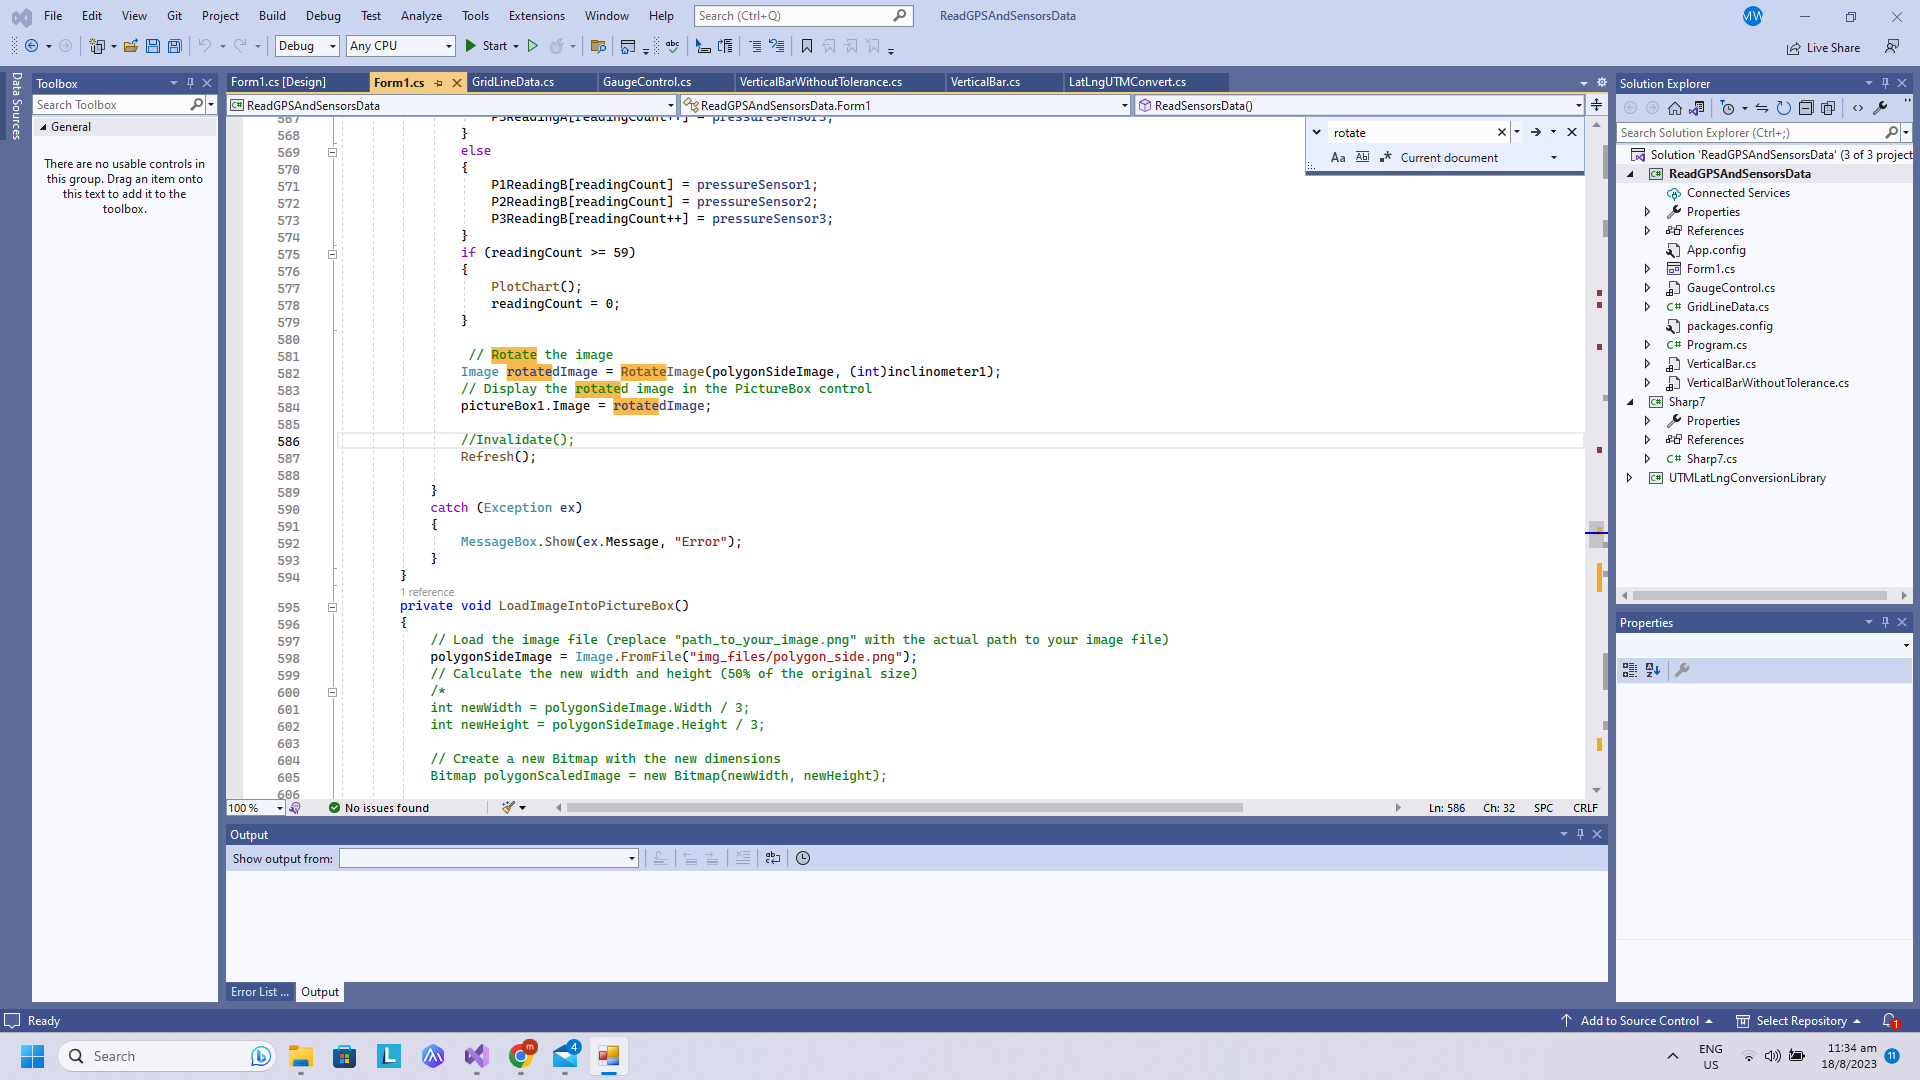 File Edit View Git Project Build Debug Test Analyze Tools Extensions Window Help Search (Ctrl+Q) ReadGPSAndSensorsData MW
Debug Any CPU Start Live Share
Data Sources
Toolbox
Search Toolbox
General
There are no usable controls in
this group. Drag an item onto
this text to add it to the
toolbox.
Form1.cs [Design] Form1.cs GridLineData.cs GaugeControl.cs VerticalBarWithoutTolerance.cs VerticalBar.cs LatLngUTMConvert.cs
ReadGPSAndSensorsData ReadGPSAndSensorsData.Form1 ReadSensorsData()
rotate
Aa Ab Current document
567 P3ReadingA[readingCount++] = pressureSensor3;
568 }
569 else
570 {
571 P1ReadingB[readingCount] = pressureSensor1;
572 P2ReadingB[readingCount] = pressureSensor2;
573 P3ReadingB[readingCount++] = pressureSensor3;
574 }
575 if (readingCount >= 59)
576 {
577 PlotChart();
578 readingCount = 0;
579 }
580
581 // Rotate the image
582 Image rotatedImage = RotateImage(polygonSideImage, (int)inclinometer1);
583 // Display the rotated image in the PictureBox control
584 pictureBox1.Image = rotatedImage;
585
586 //Invalidate();
587 Refresh();
588
589 }
590 catch (Exception ex)
591 {
592 MessageBox.Show(ex.Message, "Error");
593 }
594 }
1 reference
595 private void LoadImageIntoPictureBox()
596 {
597 // Load the image file (replace "path_to_your_image.png" with the actual path to your image file)
598 polygonSideImage = Image.FromFile("img_files/polygon_side.png");
599 // Calculate the new width and height (50% of the original size)
600 /*
601 int newWidth = polygonSideImage.Width / 3;
602 int newHeight = polygonSideImage.Height / 3;
603
604 // Create a new Bitmap with the new dimensions
605 Bitmap polygonScaledImage = new Bitmap(newWidth, newHeight);
606
100 % No issues found Ln: 586 Ch: 32 SPC CRLF
Output
Show output from:
Error List ... Output
Solution Explorer
Search Solution Explorer (Ctrl+;)
Solution 'ReadGPSAndSensorsData' (3 of 3 project
ReadGPSAndSensorsData
Connected Services
Properties
References
App.config
Form1.cs
GaugeControl.cs
GridLineData.cs
packages.config
Program.cs
VerticalBar.cs
VerticalBarWithoutTolerance.cs
Sharp7
Properties
References
Sharp7.cs
UTMLatLngConversionLibrary
Properties
Ready Add to Source Control Select Repository 1
Search m 4 ENG US 11:34 am 18/8/2023 11